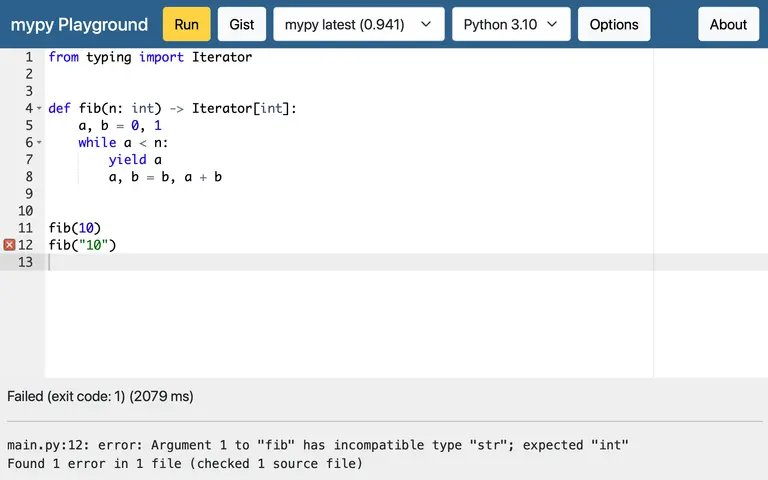 mypy Playground Run Gist mypy latest (0.941) Python 3.10 Options About
1 from typing import Iterator
2
3
4 def fib(n: int) -> Iterator[int]:
5     a, b = 0, 1
6     while a < n:
7         yield a
8         a, b = b, a + b
9
10
11 fib(10)
12 fib("10")
13
Failed (exit code: 1) (2079 ms)
main.py:12: error: Argument 1 to "fib" has incompatible type "str"; expected "int"
Found 1 error in 1 file (checked 1 source file)